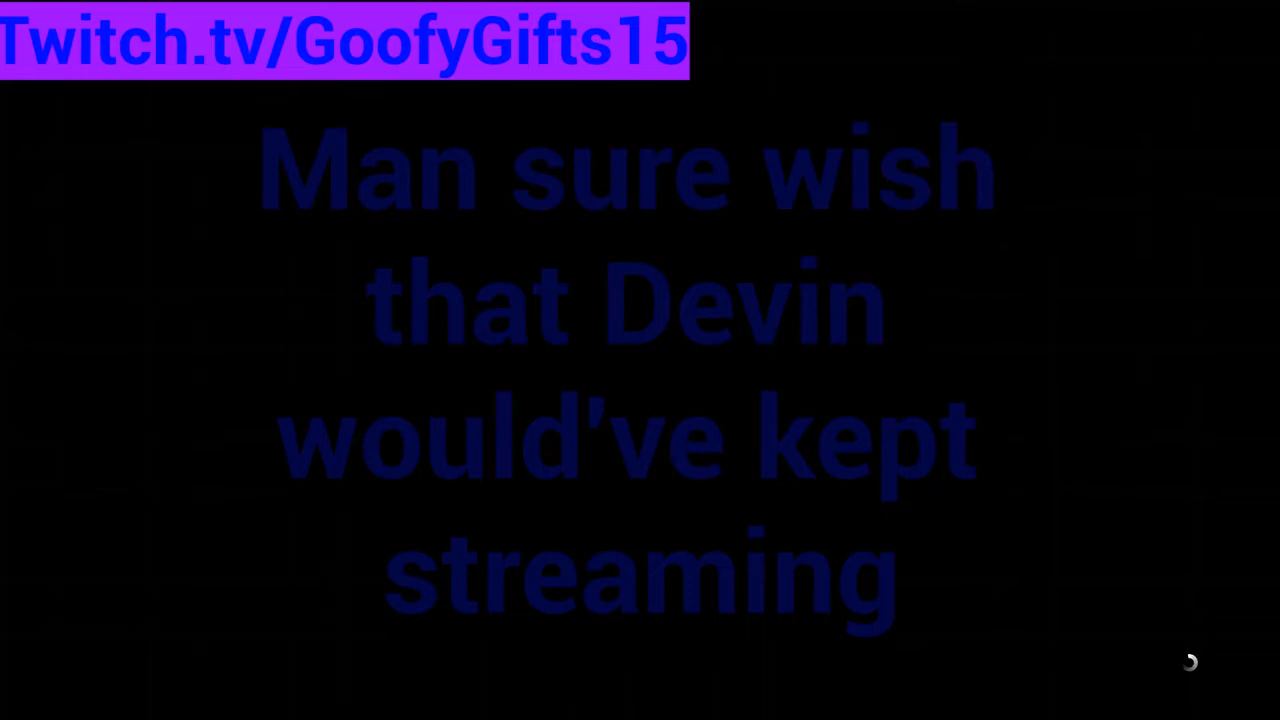 Twitch.tv/GoofyGifts15
Man sure wish
that Devin
would've kept
streaming